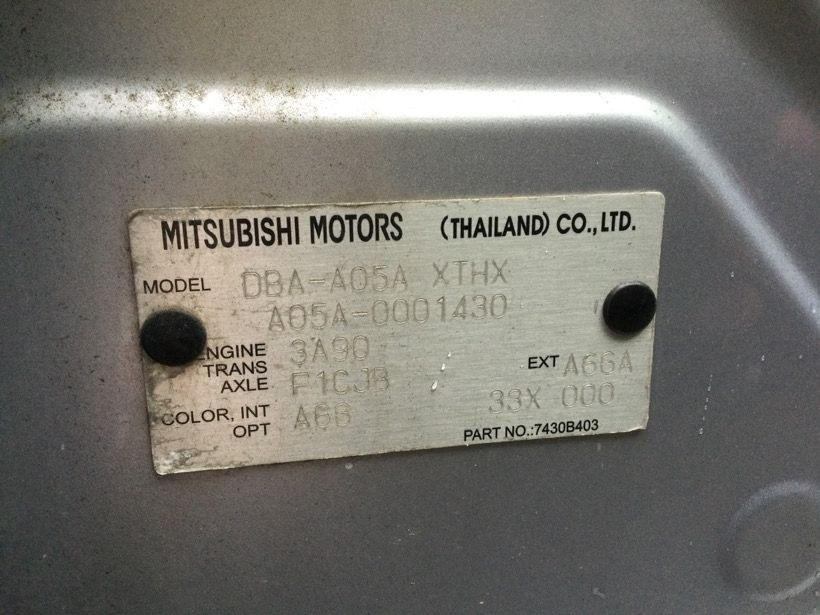 MITSUBISHI MOTORS (THAILAND) CO., LTD.
MODEL DBA-A05A XTHX
A05A-0001430
ENGINE 3A90
TRANS AXLE F1CJB EXT A66A
COLOR, INT OPT A6B 33X 000
PART NO.:7430B403